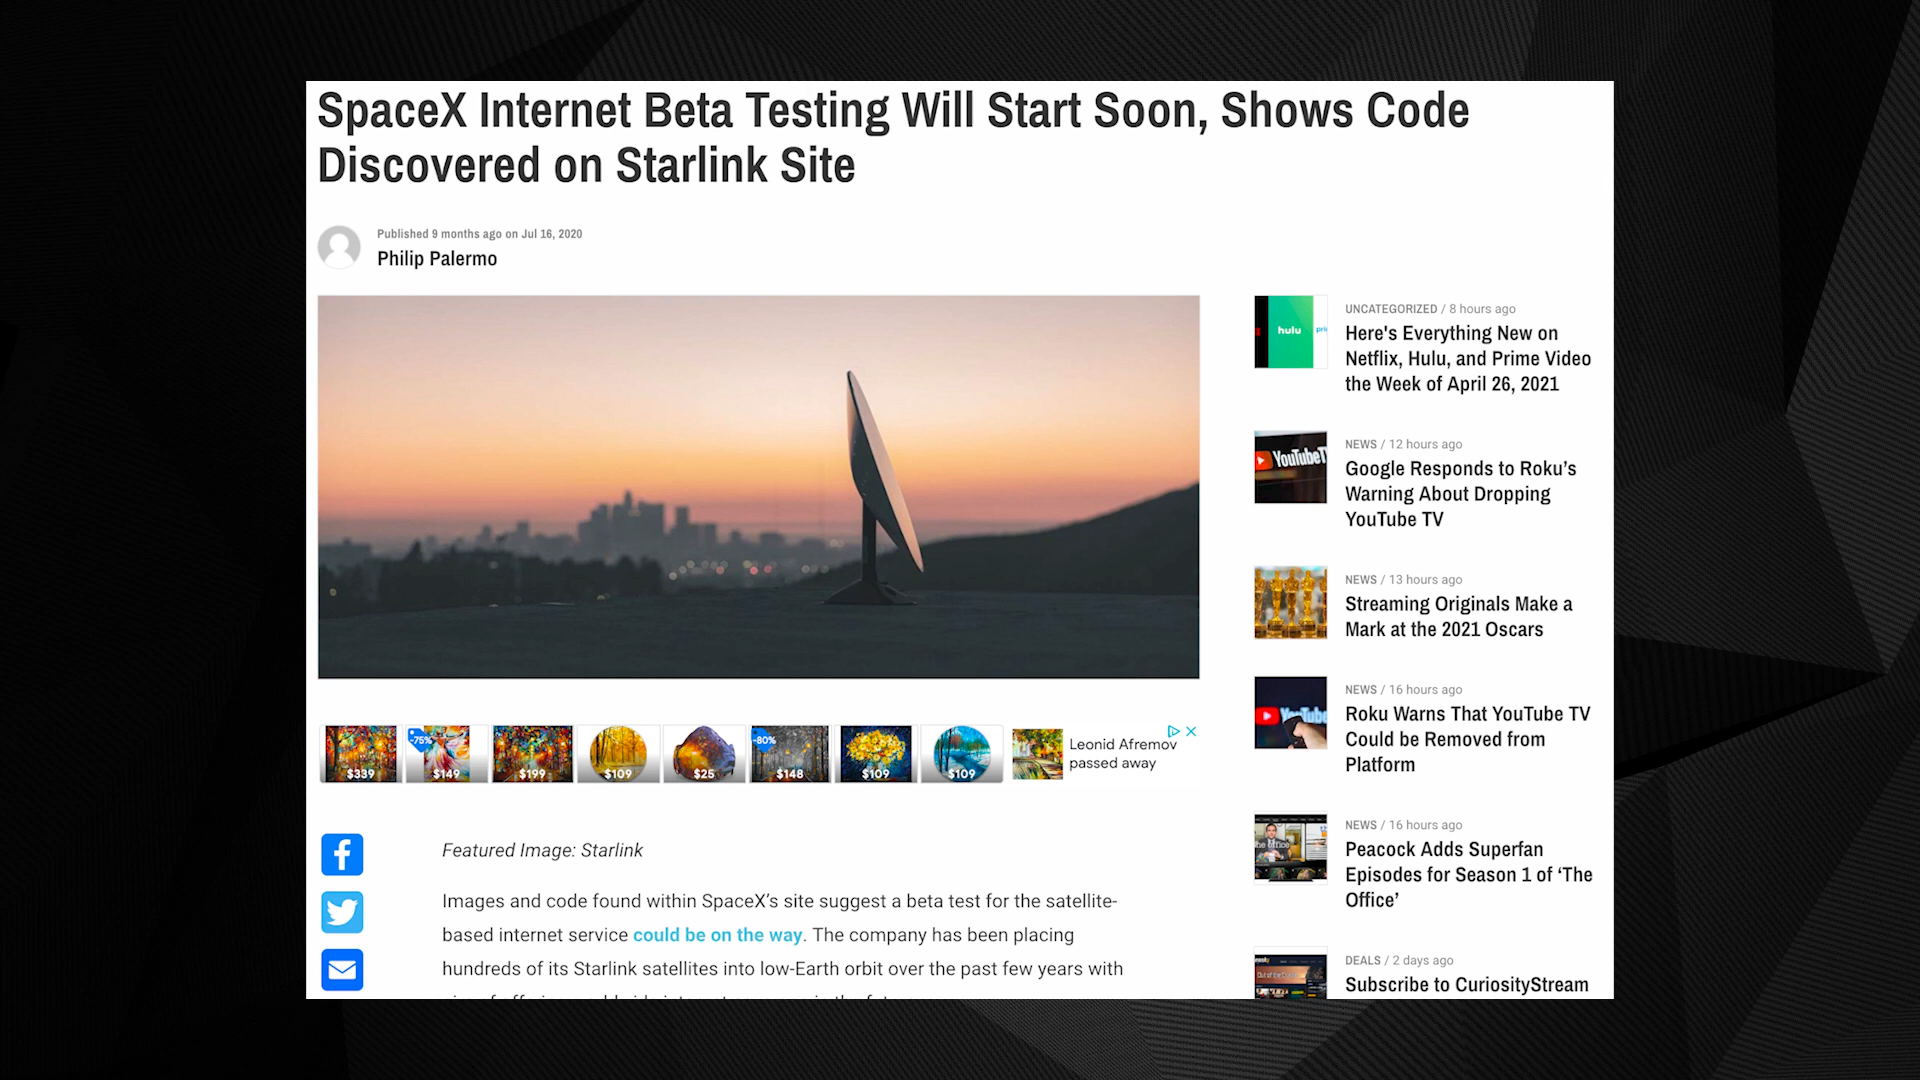 SpaceX Internet Beta Testing Will Start Soon, Shows Code
Discovered on Starlink Site
Published 9 months ago on Jul 16, 2020
Philip Palermo
$339
-75%
$149
$199
$109
$25
-80%
$148
$109
$109
Leonid Afremov
passed away
Featured Image: Starlink
Images and code found within SpaceX's site suggest a beta test for the satellite-
based internet service could be on the way. The company has been placing
hundreds of its Starlink satellites into low-Earth orbit over the past few years with
hulu
UNCATEGORIZED / 8 hours ago
Here's Everything New on
Netflix, Hulu, and Prime Video
the Week of April 26, 2021
YouTubeT
NEWS / 12 hours ago
Google Responds to Roku’s
Warning About Dropping
YouTube TV
NEWS / 13 hours ago
Streaming Originals Make a
Mark at the 2021 Oscars
YouTube
NEWS / 16 hours ago
Roku Warns That YouTube TV
Could be Removed from
Platform
NEWS / 16 hours ago
Peacock Adds Superfan
Episodes for Season 1 of ‘The
Office’
DEALS / 2 days ago
Subscribe to CuriosityStream